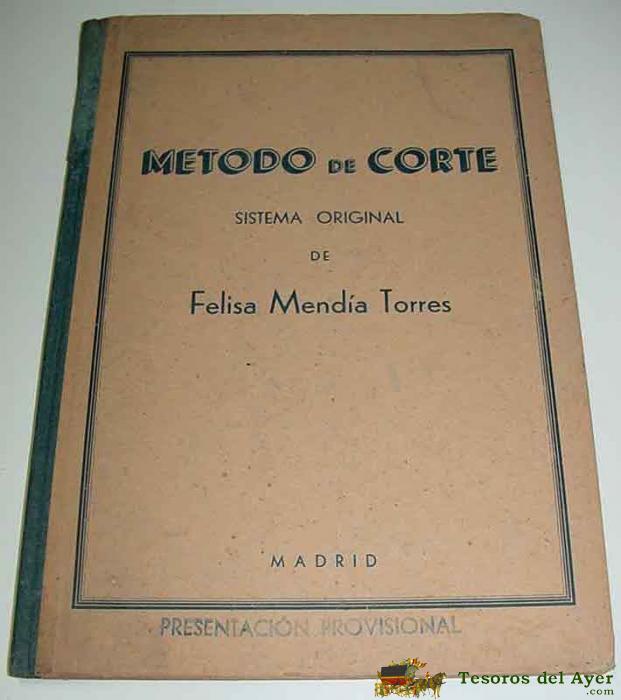 METODO DE CORTE
SISTEMA ORIGINAL
DE
Felisa Mendía Torres
MADRID
PRESENTACIÓN PROVISIONAL
Tesoros del Ayer
.com